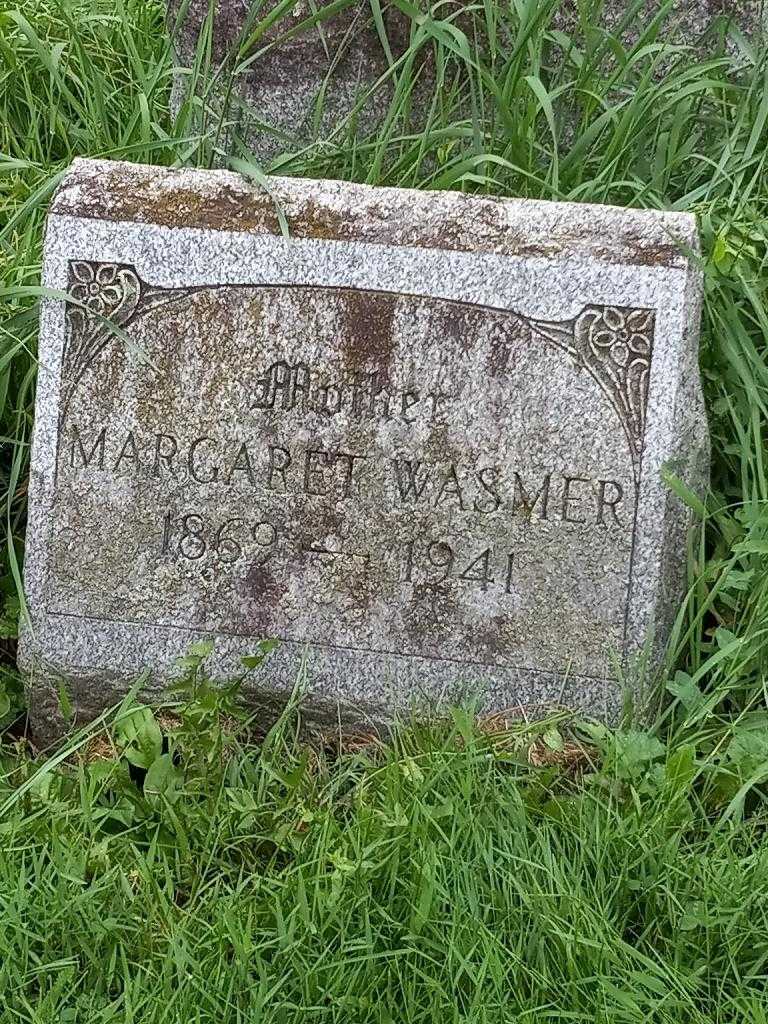 Mother
MARGARET WASMER
1869 — 1941